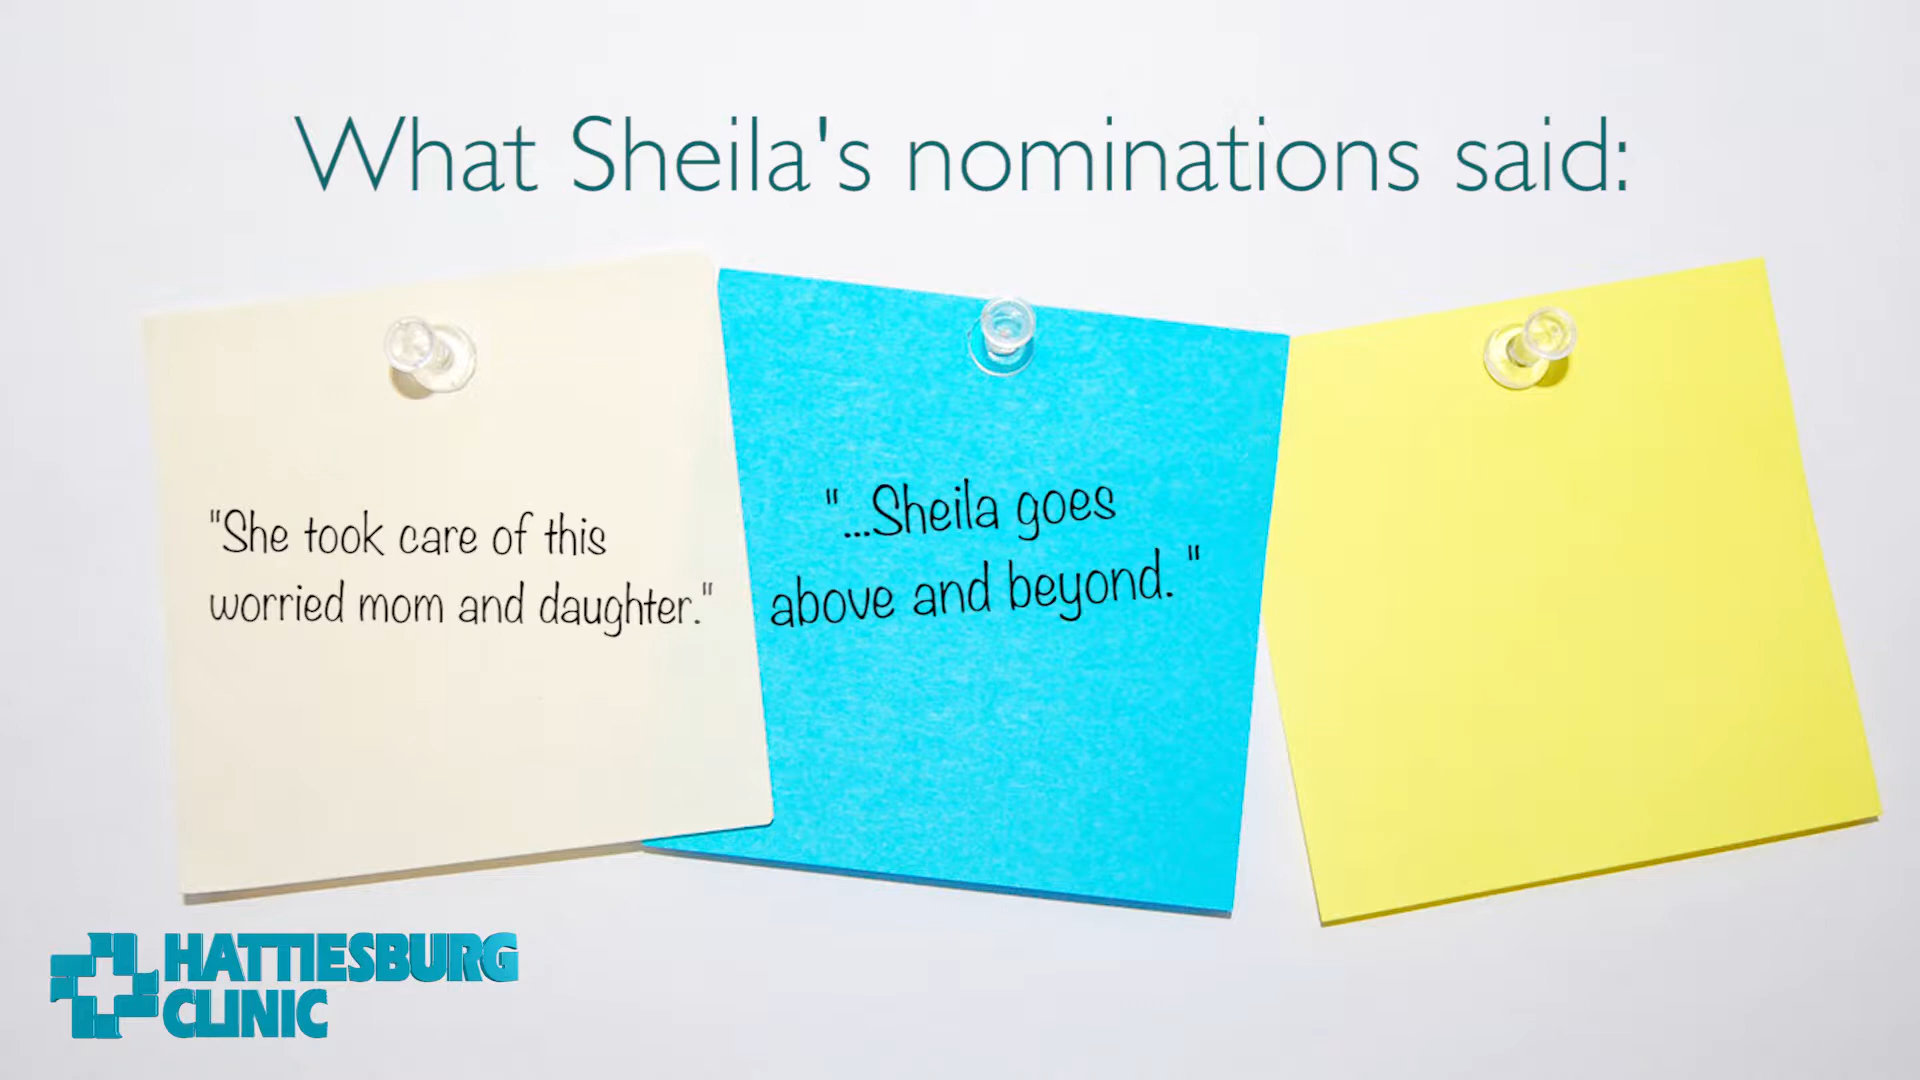 What Sheila's nominations said:
"She took care of this
worried mom and daughter."
"...Sheila goes
above and beyond. "
HATTIESBURG
CLINIC